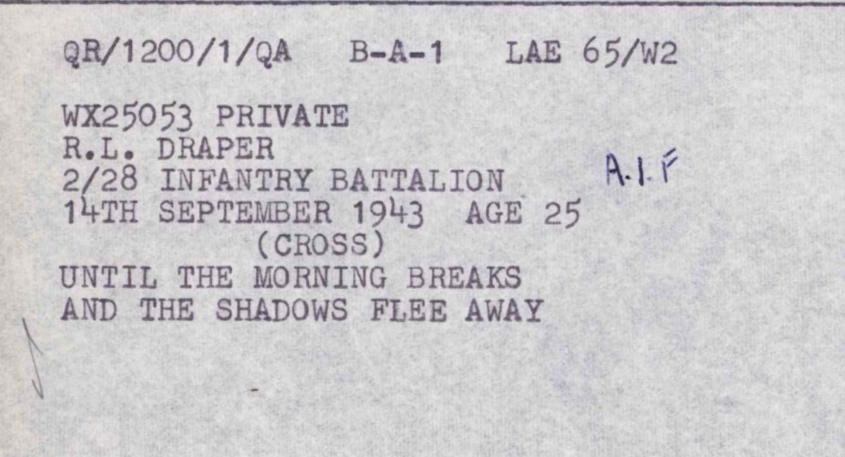 QR/1200/1/QA B-A-1 LAE 65/W2
WX25053 PRIVATE
R.L. DRAPER
2/28 INFANTRY BATTALION A.I.F
14TH SEPTEMBER 1943 AGE 25
(CROSS)
UNTIL THE MORNING BREAKS
AND THE SHADOWS FLEE AWAY